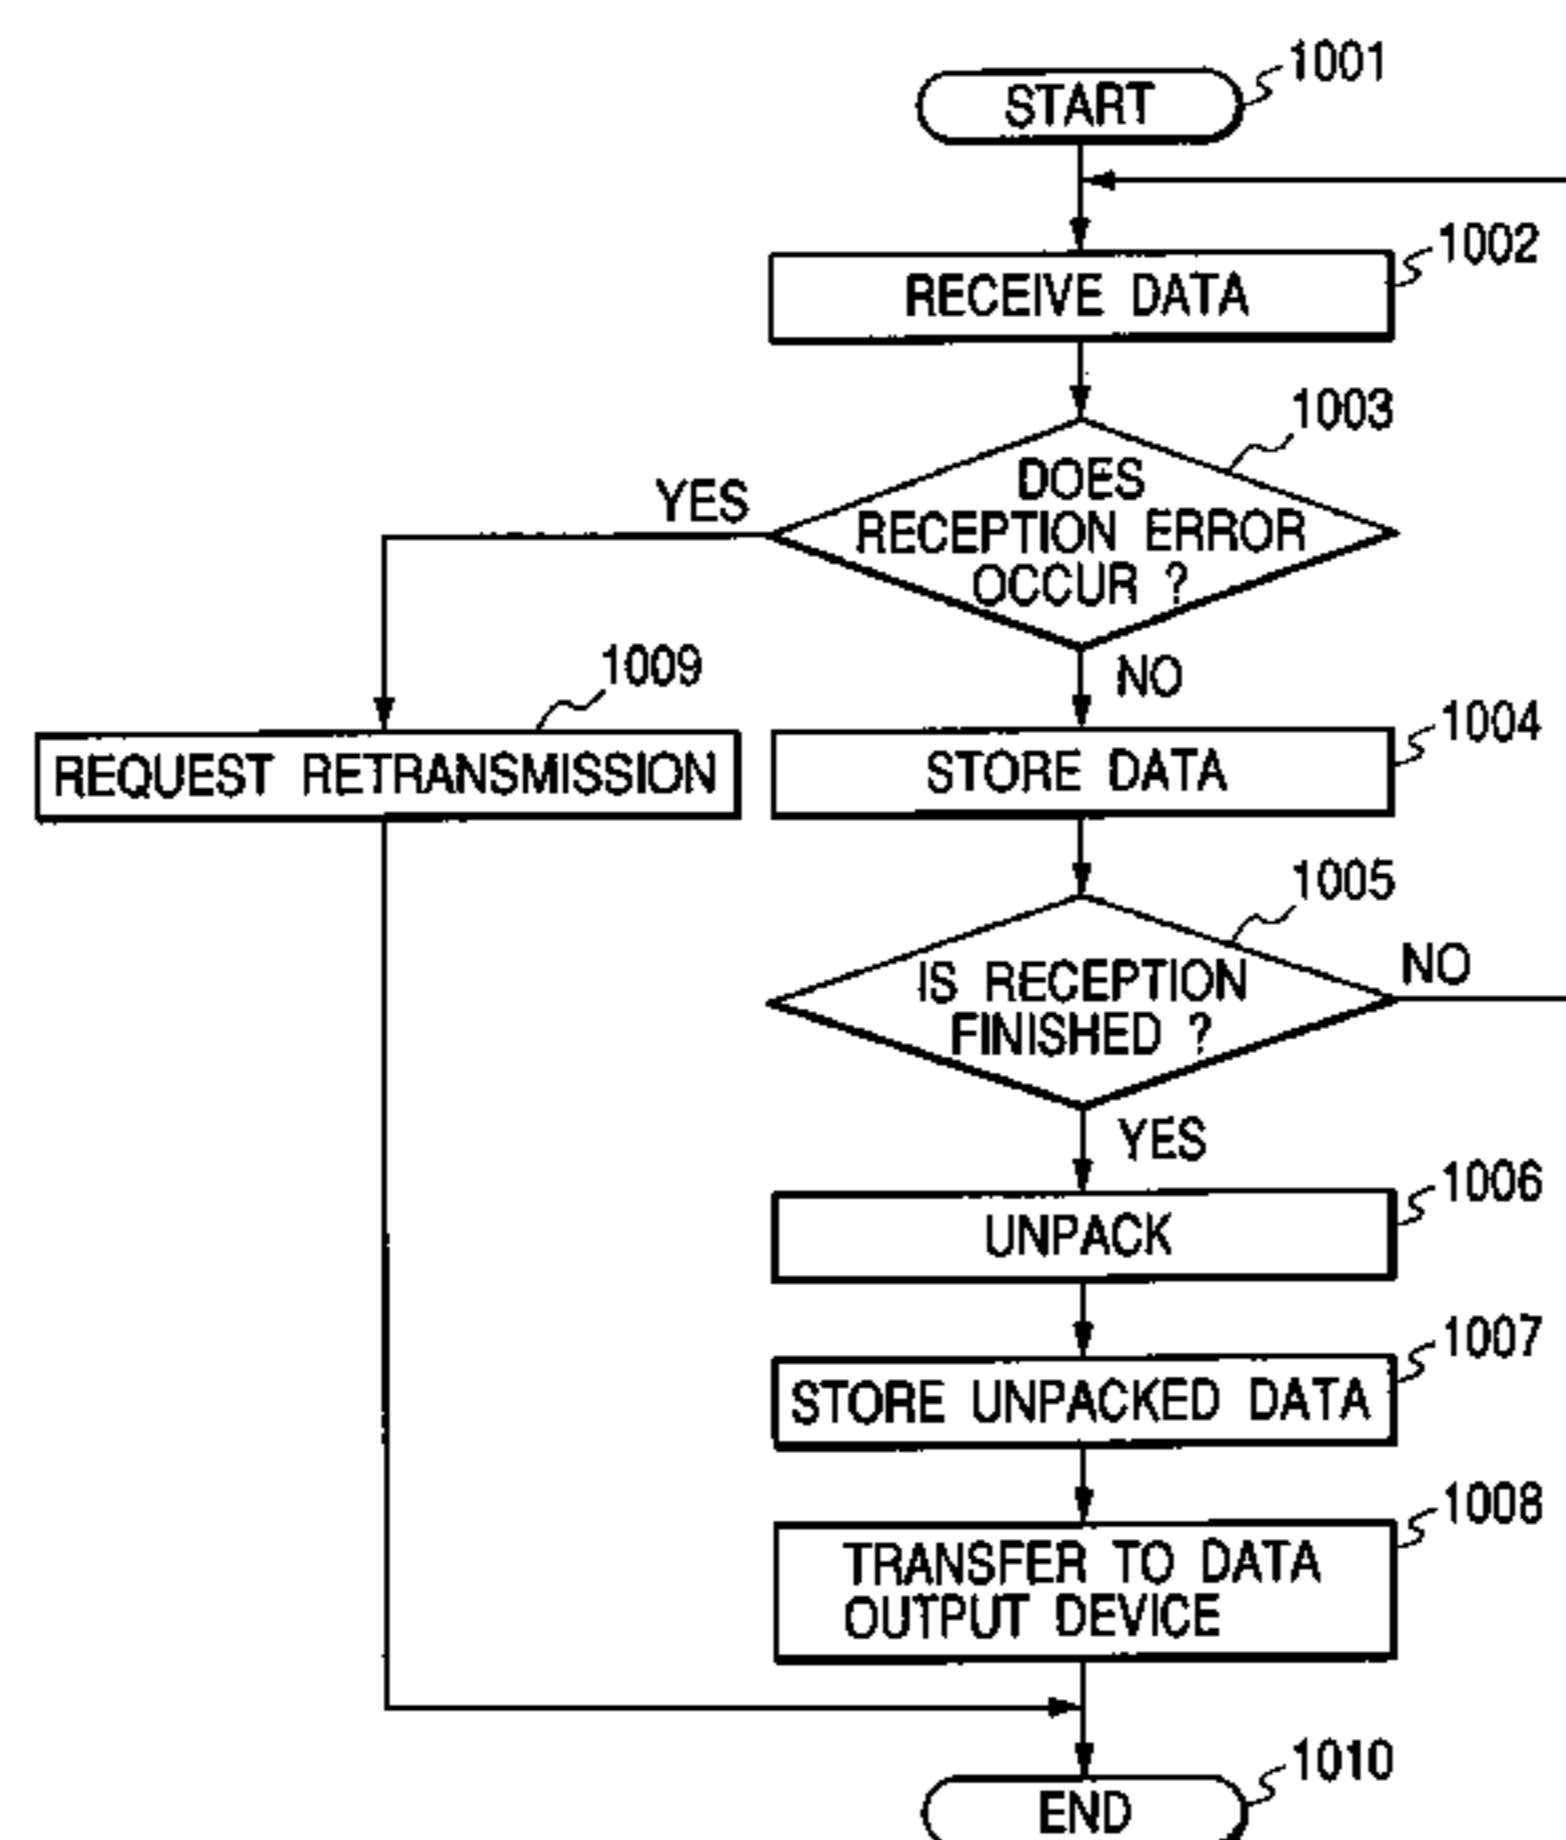 1001
START
1002
RECEIVE DATA
1003
DOES
RECEPTION ERROR
OCCUR ?
YES
NO
1009
REQUEST RETRANSMISSION
1004
STORE DATA
1005
IS RECEPTION
FINISHED ?
NO
YES
1006
UNPACK
1007
STORE UNPACKED DATA
1008
TRANSFER TO DATA
OUTPUT DEVICE
1010
END